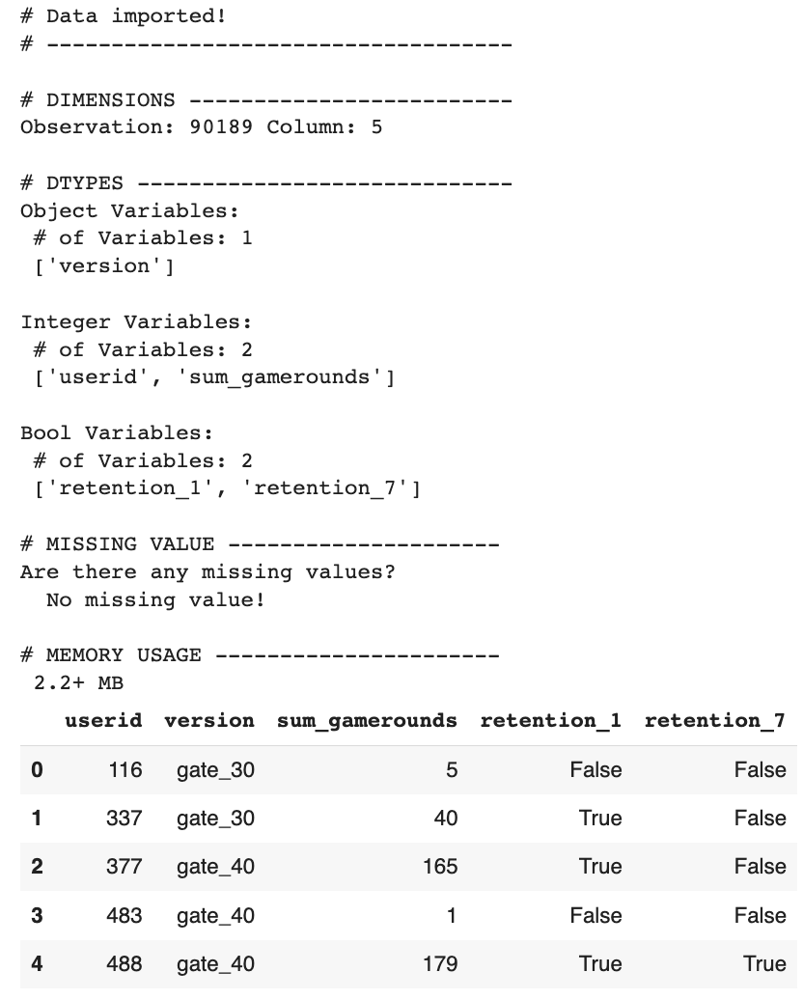 # Data imported!
# ------------------------------------
# DIMENSIONS -------------------------
Observation: 90189 Column: 5
# DTYPES -----------------------------
Object Variables:
# of Variables: 1
['version']
Integer Variables:
# of Variables: 2
['userid', 'sum_gamerounds']
Bool Variables:
# of Variables: 2
['retention_1', 'retention_7']
# MISSING VALUE ---------------------
Are there any missing values?
No missing value!
# MEMORY USAGE ----------------------
2.2+ MB
userid version sum_gamerounds retention_1 retention_7
0 116 gate_30 5 False False
1 337 gate_30 40 True False
2 377 gate_40 165 True False
3 483 gate_40 1 False False
4 488 gate_40 179 True True